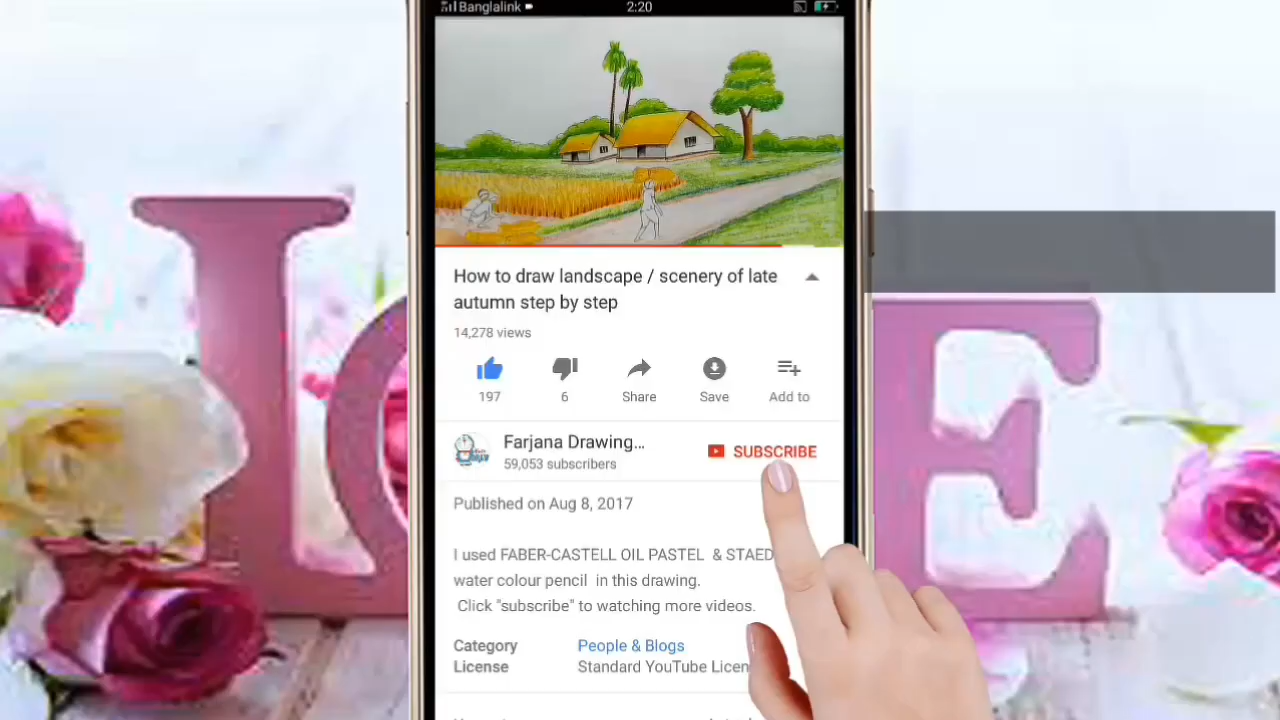 Banglalink
2:20
How to draw landscape / scenery of late
autumn step by step
14,278 views
197
6
Share
Save
Add to
Farjana Drawing...
59,053 subscribers
SUBSCRIBE
Published on Aug 8, 2017
I used FABER-CASTELL OIL PASTEL & STAED
water colour pencil in this drawing.
Click "subscribe" to watching more videos.
Category
People & Blogs
License
Standard YouTube Licen